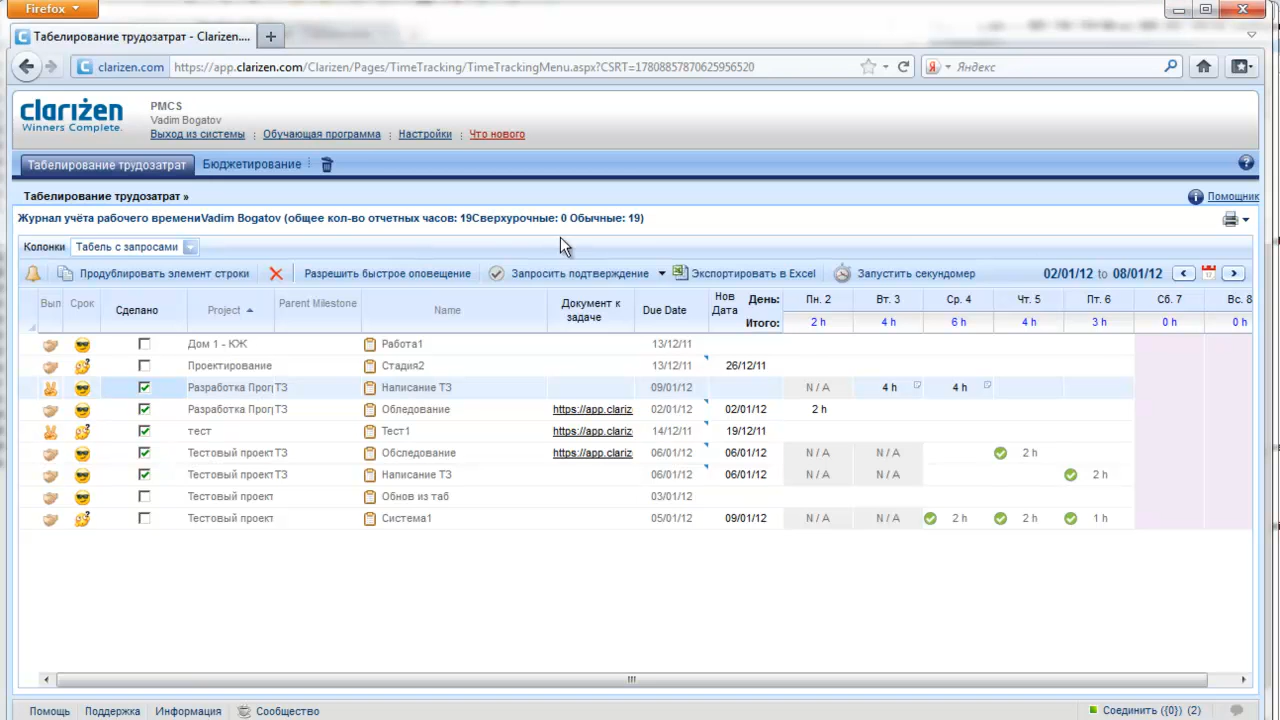 Firefox
Табелирование трудозатрат - Clarizen....
clarizen.com https://app.clarizen.com/Clarizen/Pages/TimeTracking/TimeTrackingMenu.aspx?CSRT=17808857870625956520
Яндекс
clarizen
Winners Complete.
PMCS
Vadim Bogatov
Выход из системы : Обучающая программа : Настройки : Что нового
Табелирование трудозатрат Бюджетирование
Табелирование трудозатрат »
Помощник
Журнал учёта рабочего времениVadim Bogatov (общее кол-во отчетных часов: 19Сверхурочные: 0 Обычные: 19)
Колонки Табель с запросами
Продублировать элемент строки Разрешить быстрое оповещение Запросить подтверждение Экспортировать в Excel Запустить секундомер 02/01/12 to 08/01/12
Вып Срок Сделано Project Parent Milestone Name Документ к задаче Due Date Нов Дата День: Пн. 2 Вт. 3 Ср. 4 Чт. 5 Пт. 6 Сб. 7 Вс. 8
Итого: 2 h 4 h 6 h 4 h 3 h 0 h 0 h
Дом 1 - ЮЖ Работа1 13/12/11
Проектирование Стадия2 13/12/11 26/12/11
Разработка Прог ТЗ Написание ТЗ 09/01/12 N / A 4 h 4 h
Разработка Прог ТЗ Обледование https://app.clariz 02/01/12 02/01/12 2 h
тест Тест1 https://app.clariz 14/12/11 19/12/11
Тестовый проект ТЗ Обследование https://app.clariz 06/01/12 06/01/12 N / A N / A 2 h
Тестовый проект ТЗ Написание ТЗ 06/01/12 06/01/12 N / A N / A 2 h
Тестовый проект Обнов из таб 03/01/12
Тестовый проект Система1 05/01/12 09/01/12 N / A N / A 2 h 2 h 1 h
Помощь Поддержка Информация Сообщество Соединить ({0}) (2)